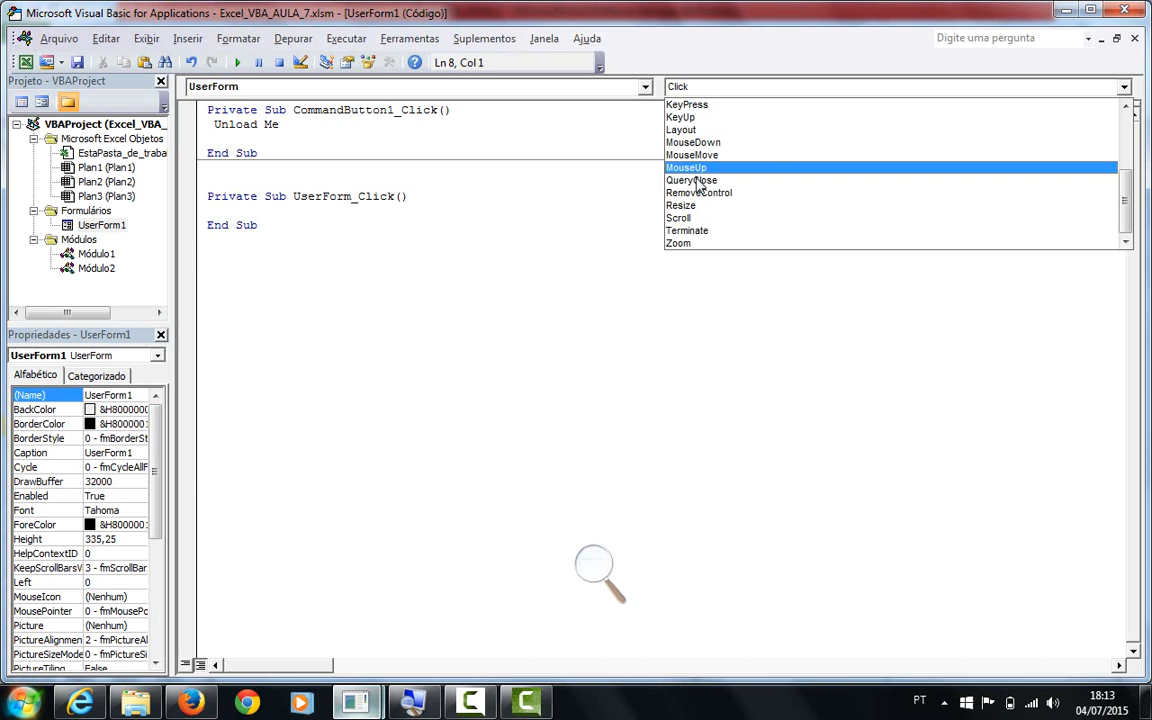 Microsoft Visual Basic for Applications - Excel_VBA_AULA_7.xlsm - [UserForm1 (Código)]
Arquivo Editar Exibir Inserir Formatar Depurar Executar Ferramentas Suplementos Janela Ajuda
Digite uma pergunta
Ln 8, Col 1
Projeto - VBAProject
UserForm
Click
VBAProject (Excel_VBA_
Microsoft Excel Objetos
EstaPasta_de_traba
Plan1 (Plan1)
Plan2 (Plan2)
Plan3 (Plan3)
Formulários
UserForm1
Módulos
Módulo1
Módulo2
Private Sub CommandButton1_Click()
Unload Me
End Sub
Private Sub UserForm_Click()
End Sub
KeyPress
KeyUp
Layout
MouseDown
MouseMove
MouseUp
QueryClose
RemoveControl
Resize
Scroll
Terminate
Zoom
Propriedades - UserForm1
UserForm1 UserForm
Alfabético Categorizado
(Name) UserForm1
BackColor &H8000000
BorderColor &H8000001
BorderStyle 0 - fmBorderSt
Caption UserForm1
Cycle 0 - fmCycleAllF
DrawBuffer 32000
Enabled True
Font Tahoma
ForeColor &H8000001
Height 335,25
HelpContextID 0
KeepScrollBarsV 3 - fmScrollBar
Left 0
MouseIcon (Nenhum)
MousePointer 0 - fmMousePo
Picture (Nenhum)
PictureAlignmen 2 - fmPictureAl
PictureSizeMode 0 - fmPictureSi
PictureTiling False
PT
18:13
04/07/2015